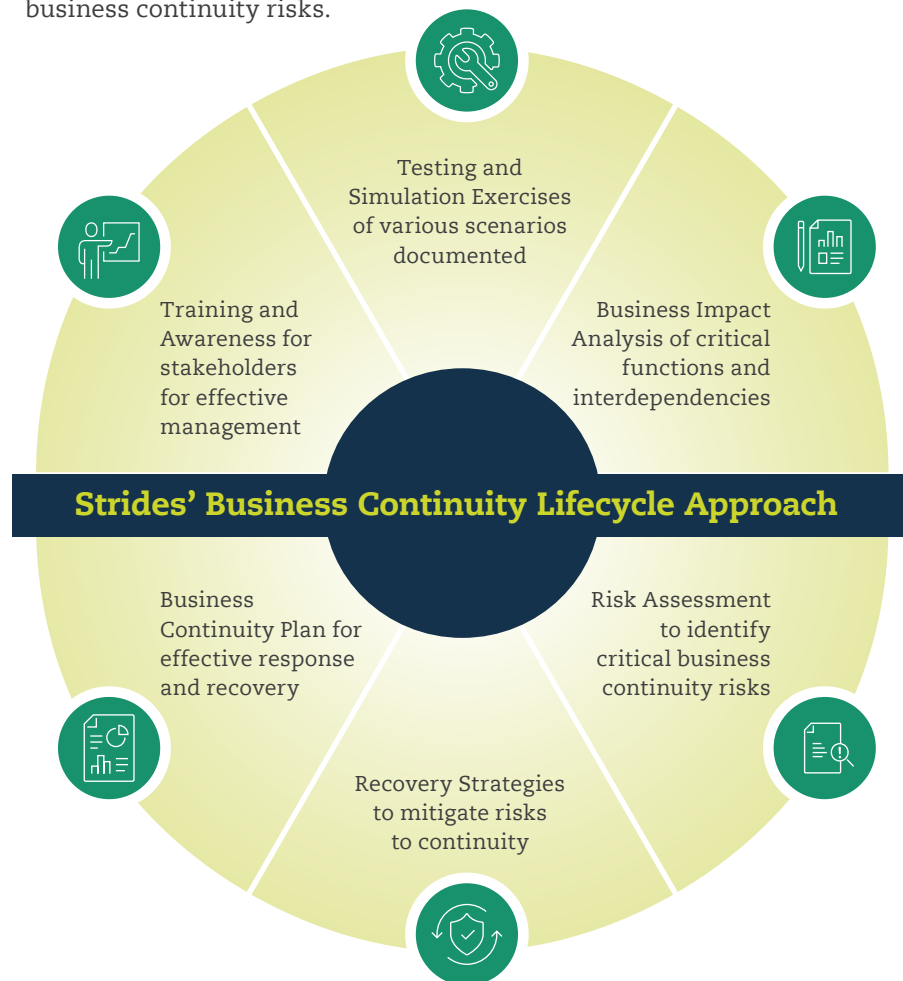 business continuity risks.
Testing and
Simulation Exercises
of various scenarios
documented
Training and
Awareness for
stakeholders
for effective
management
Business Impact
Analysis of critical
functions and
interdependencies
Strides’ Business Continuity Lifecycle Approach
Business
Continuity Plan for
effective response
and recovery
Risk Assessment
to identify
critical business
continuity risks
Recovery Strategies
to mitigate risks
to continuity